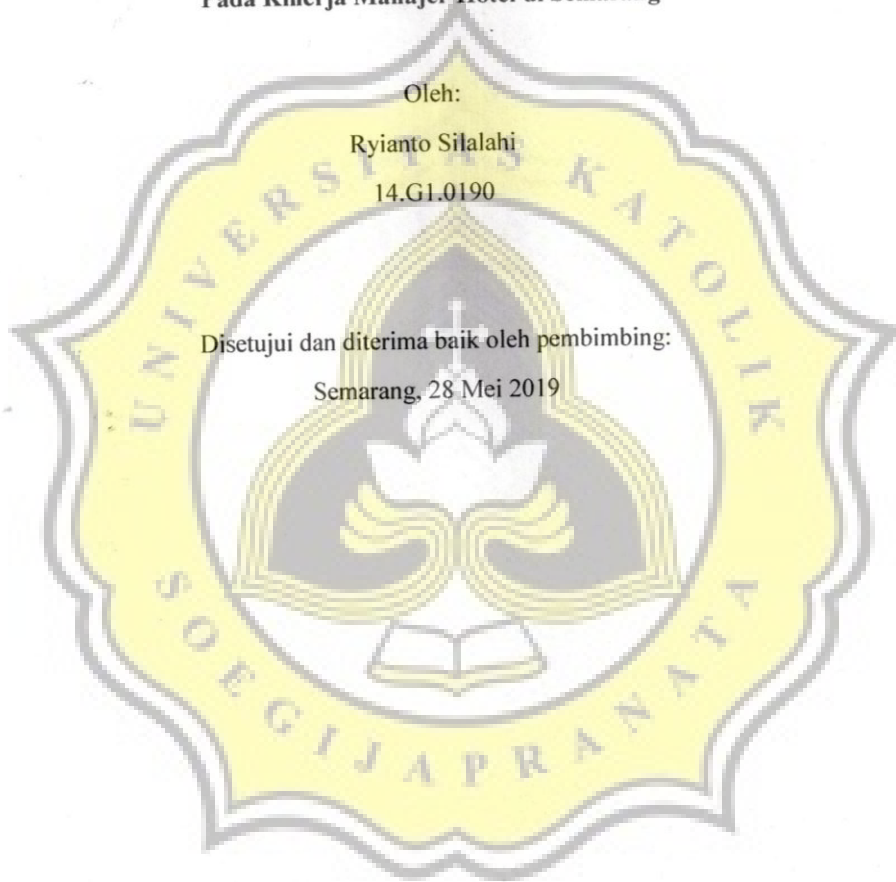 Pada Kinerja Manajer Hotel di Semarang
Oleh:
Ryianto Silalahi
14.G1.0190
Disetujui dan diterima baik oleh pembimbing:
Semarang, 28 Mei 2019
UNIVERSITAS KATOLIK
SOEGIJAPRANATA